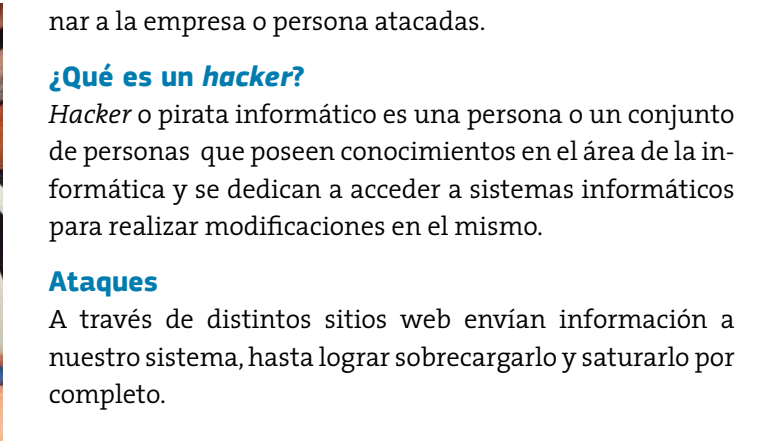 nar a la empresa o persona atacadas.
¿Qué es un hacker?
Hacker o pirata informático es una persona o un conjunto
de personas  que poseen conocimientos en el área de la in-
formática y se dedican a acceder a sistemas informáticos
para realizar modificaciones en el mismo.
Ataques
A través de distintos sitios web envían información a
nuestro sistema, hasta lograr sobrecargarlo y saturarlo por
completo.